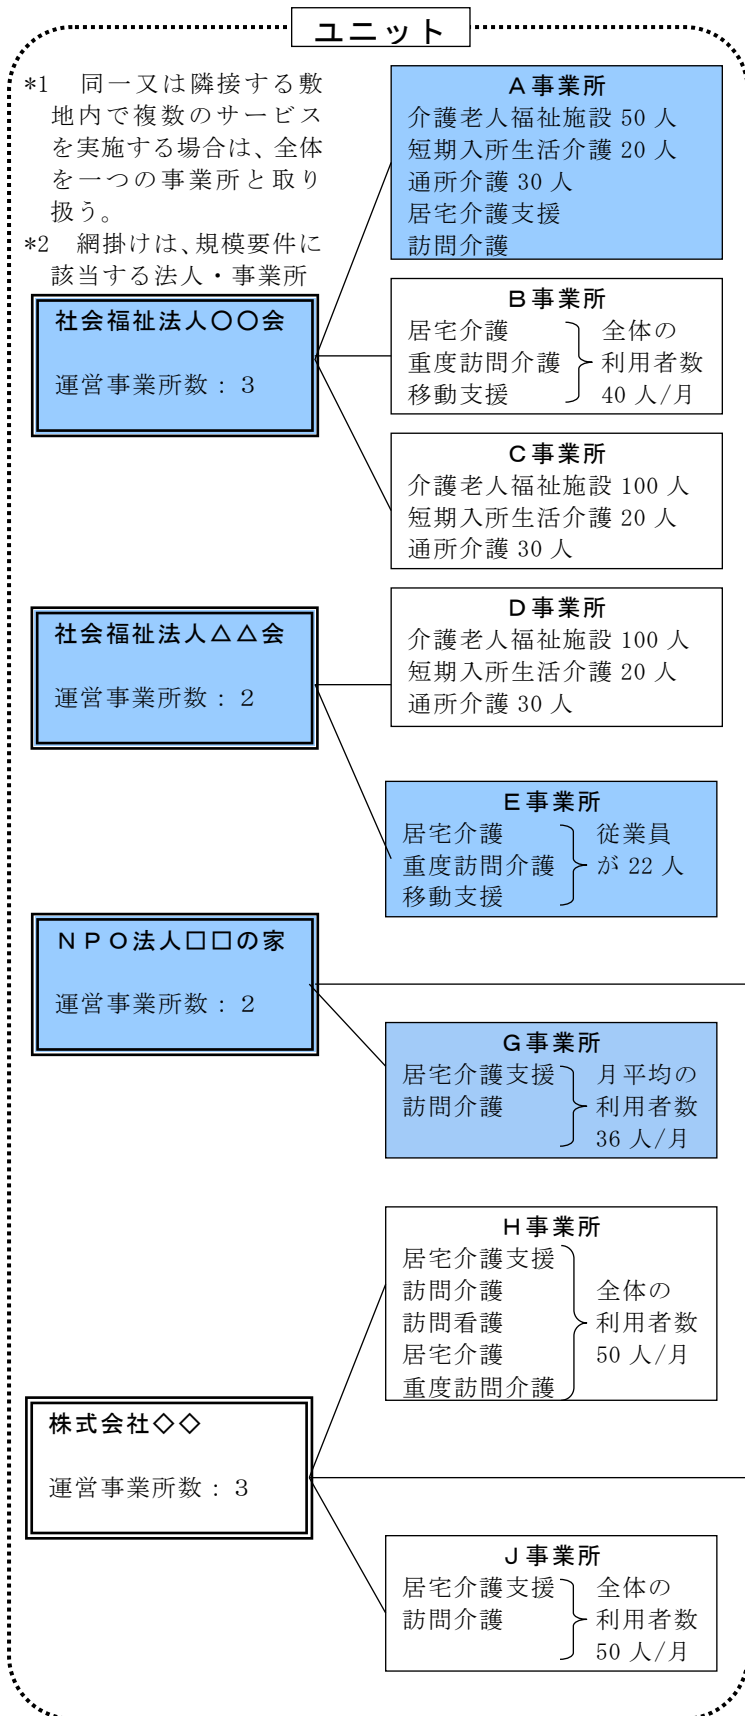 ユニット
*1　同一又は隣接する敷
地内で複数のサービス
を実施する場合は、全体
を一つの事業所と取り
扱う。
*2　網掛けは、規模要件に
該当する法人・事業所
A事業所
介護老人福祉施設 50 人
短期入所生活介護 20 人
通所介護 30 人
居宅介護支援
訪問介護
社会福祉法人〇〇会
運営事業所数：3
B事業所
居宅介護
重度訪問介護
移動支援
全体の
利用者数
40 人/月
C事業所
介護老人福祉施設 100 人
短期入所生活介護 20 人
通所介護 30 人
社会福祉法人△△会
運営事業所数：2
D事業所
介護老人福祉施設 100 人
短期入所生活介護 20 人
通所介護 30 人
E事業所
居宅介護
重度訪問介護
移動支援
従業員
が 22 人
ＮＰＯ法人□□の家
運営事業所数：2
G事業所
居宅介護支援
訪問介護
月平均の
利用者数
36 人/月
H事業所
居宅介護支援
訪問介護
訪問看護
居宅介護
重度訪問介護
全体の
利用者数
50 人/月
株式会社◇◇
運営事業所数：3
J事業所
居宅介護支援
訪問介護
全体の
利用者数
50 人/月